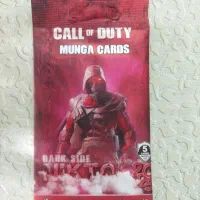 CALL OF DUTY
MUNGA CARDS
DARK SIDE
5